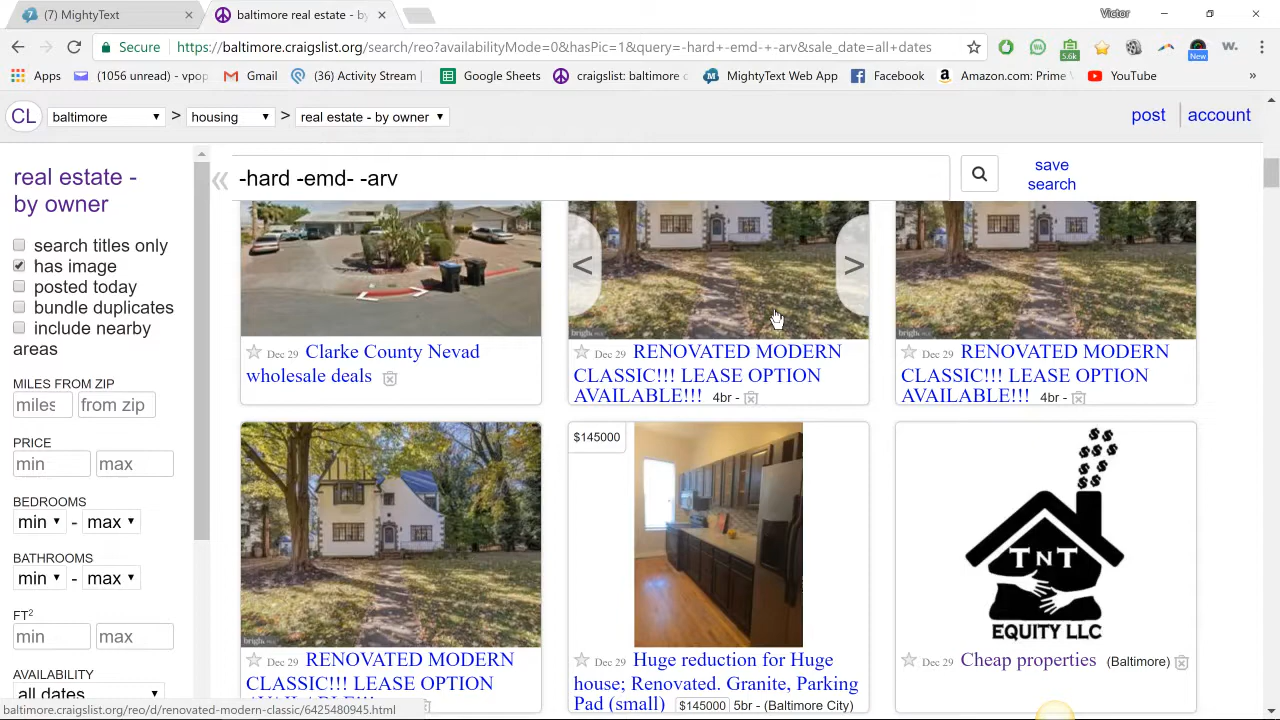 (7) MightyText
baltimore real estate - by
Victor
Secure https://baltimore.craigslist.org/search/reo?availabilityMode=0&hasPic=1&query=-hard+-emd-+-arv&sale_date=all+dates
5.6k
New
W.
Apps
(1056 unread) - vpop
Gmail
(36) Activity Stream
Google Sheets
craigslist: baltimore c
MightyText Web App
Facebook
Amazon.com: Prime
YouTube
»
CL baltimore > housing > real estate - by owner
post account
real estate -
by owner
-hard -emd- -arv
save
search
search titles only
has image
posted today
bundle duplicates
include nearby
areas
MILES FROM ZIP
miles from zip
PRICE
min max
BEDROOMS
min - max
BATHROOMS
min - max
FT2
min max
AVAILABILITY
all dates
< >
Dec 29 Clarke County Nevad
wholesale deals
Dec 29 RENOVATED MODERN
CLASSIC!!! LEASE OPTION
AVAILABLE!!! 4br -
Dec 29 RENOVATED MODERN
CLASSIC!!! LEASE OPTION
AVAILABLE!!! 4br -
bright
Dec 29 RENOVATED MODERN
CLASSIC!!! LEASE OPTION
AVAILABLE!!!
$145000
Dec 29 Huge reduction for Huge
house; Renovated. Granite, Parking
Pad (small) $145000 5br - (Baltimore City)
TNT
EQUITY LLC
Dec 29 Cheap properties (Baltimore)
baltimore.craigslist.org/reo/d/renovated-modern-classic/6425480945.html